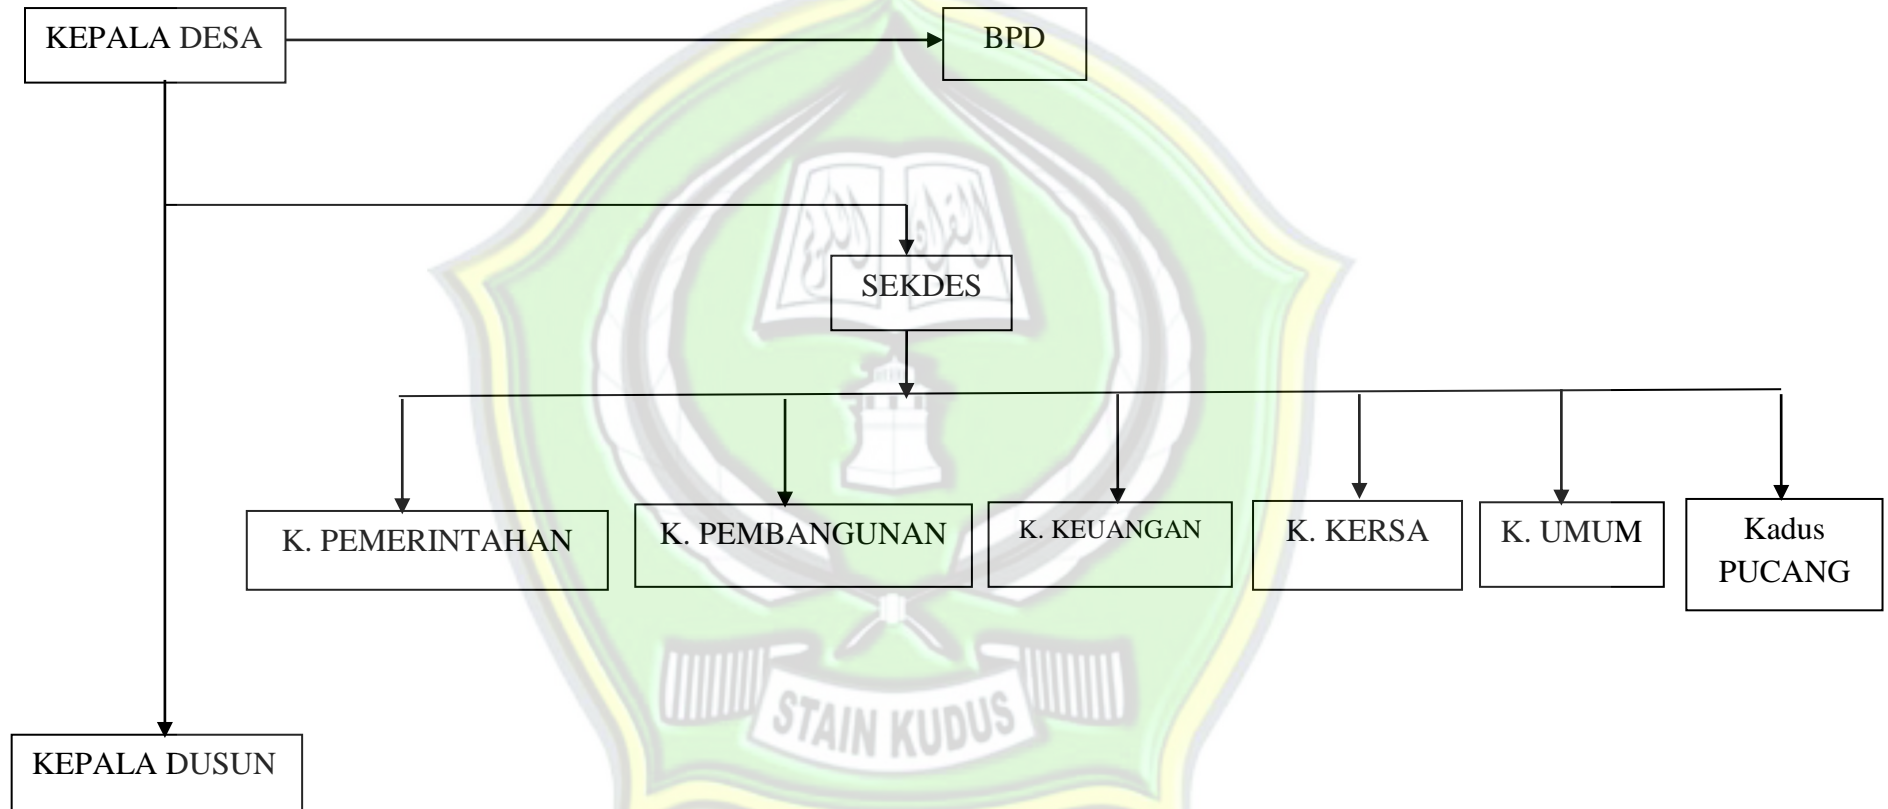 KEPALA DESA
BPD
SEKDES
K. PEMERINTAHAN
K. PEMBANGUNAN
K. KEUANGAN
K. KERSA
K. UMUM
Kadus
PUCANG
STAIN KUDUS
KEPALA DUSUN